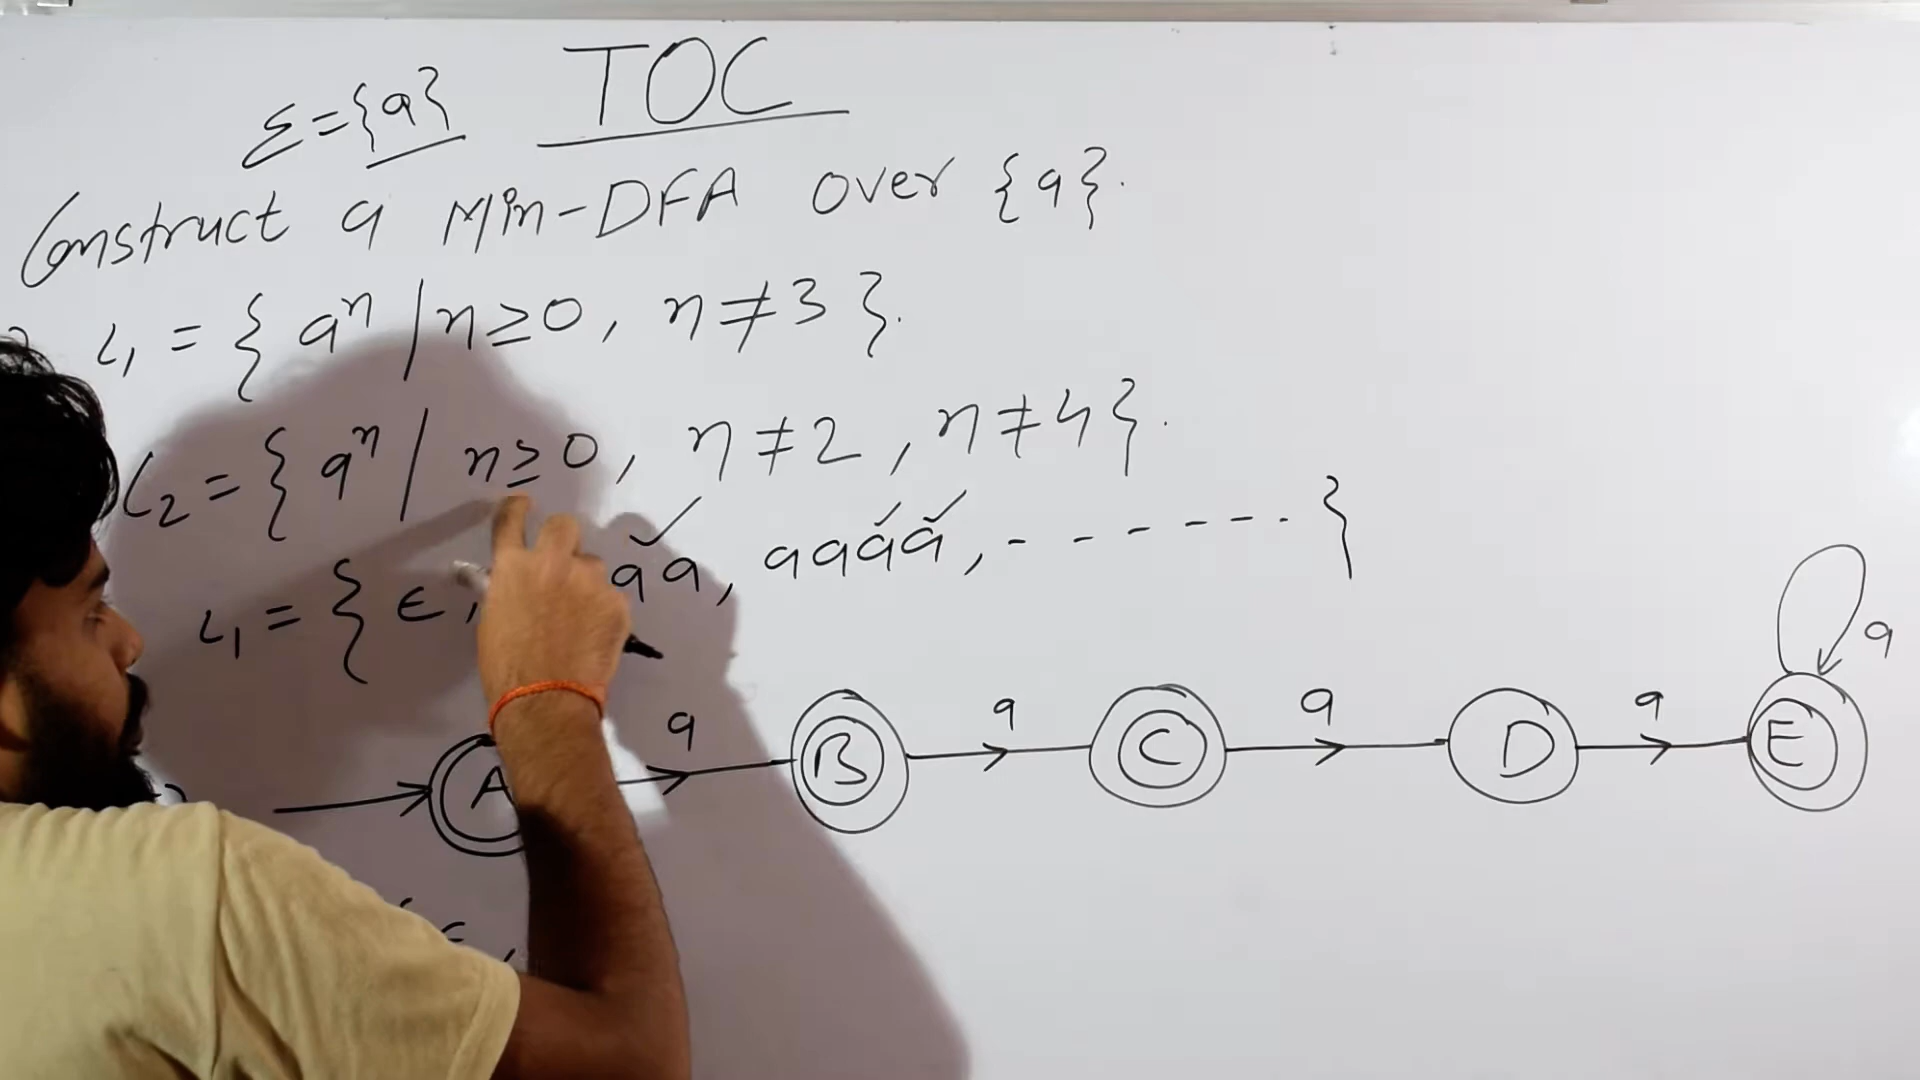 Σ={a} TOC
Construct a Min-DFA over {a}.
L₁ = { aⁿ | n≥0, n≠3 }.
L₂ = { aⁿ | n≥0, n≠2, n≠4 }.
L₁ = { ε, aa, aaaa, - - - - - - - }
a
a a a a
A B C D E
ε,